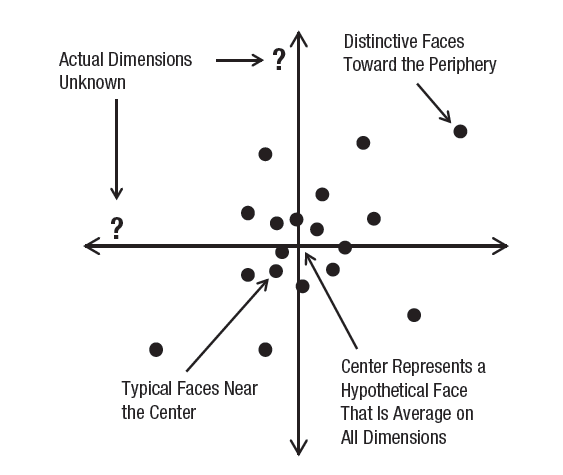 Actual Dimensions
Unknown
?
Distinctive Faces
Toward the Periphery
?
Typical Faces Near
the Center
Center Represents a
Hypothetical Face
That Is Average on
All Dimensions